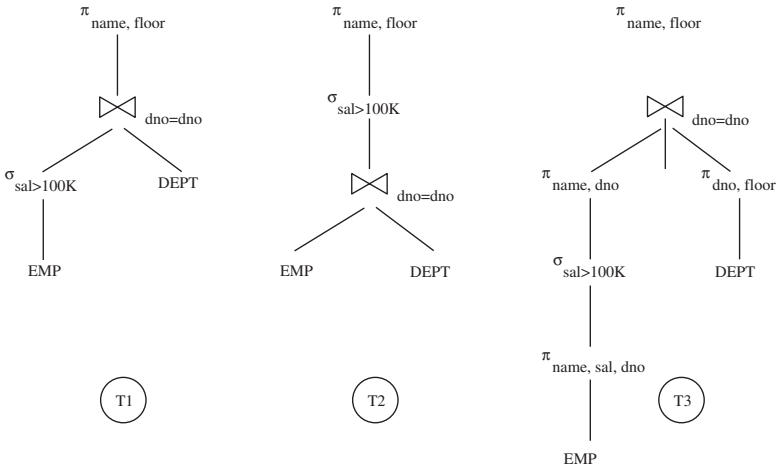 π name, floor
⋈ dno=dno
σ sal>100K
DEPT
EMP
T1
π name, floor
σ sal>100K
⋈ dno=dno
EMP
DEPT
T2
π name, floor
⋈ dno=dno
π name, dno
π dno, floor
σ sal>100K
DEPT
π name, sal, dno
T3
EMP